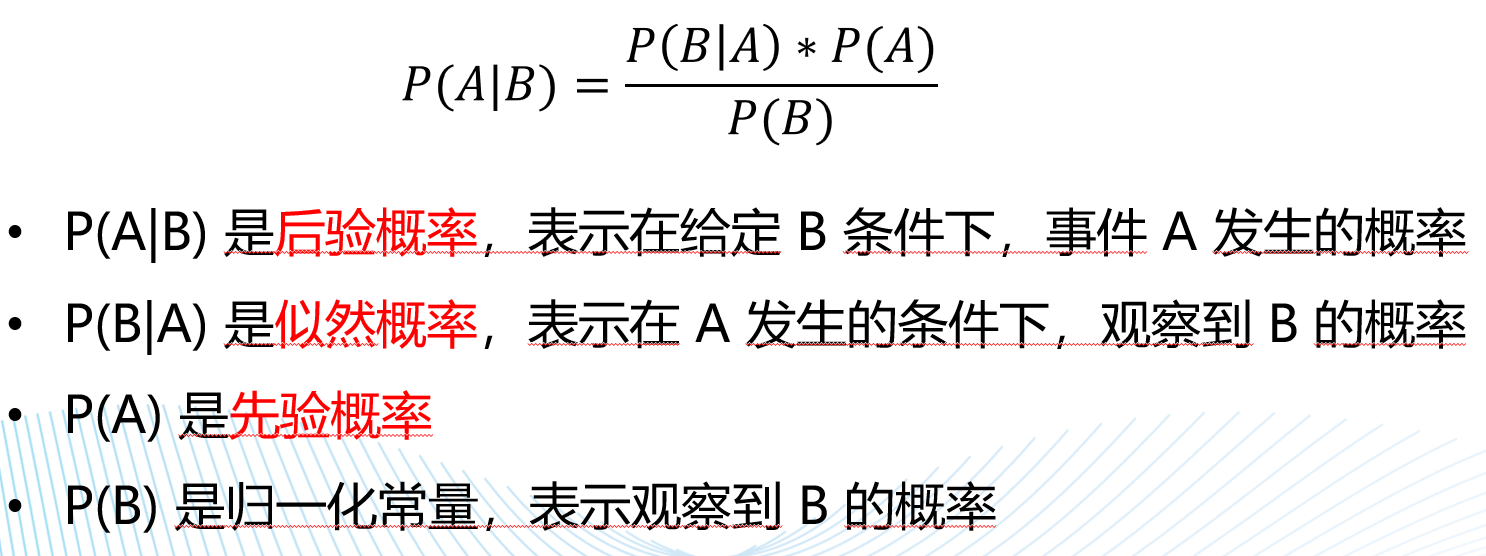 P(A|B) = P(B|A) * P(A) / P(B)
• P(A|B) 是后验概率，表示在给定 B 条件下，事件 A 发生的概率
• P(B|A) 是似然概率，表示在 A 发生的条件下，观察到 B 的概率
• P(A) 是先验概率
• P(B) 是归一化常量，表示观察到 B 的概率